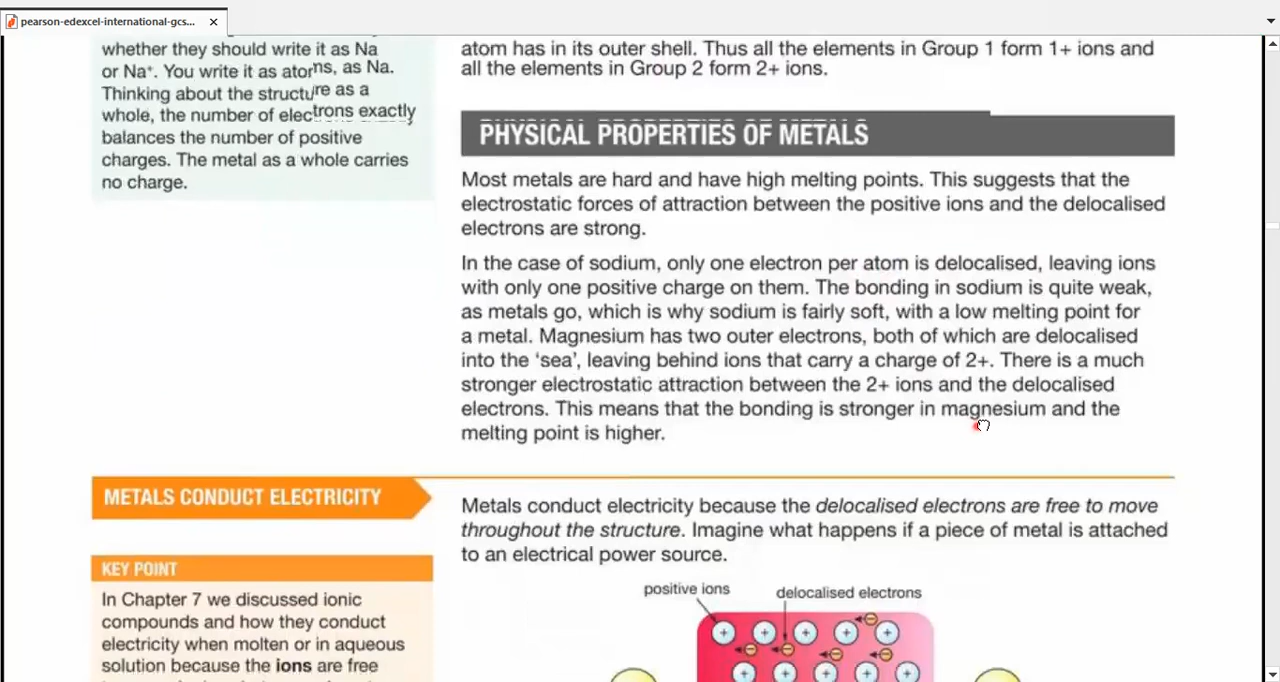 pearson-edexcel-international-gcs...
whether they should write it as Na
or Na⁺. You write it as atoms, as Na.
Thinking about the structure as a
whole, the number of electrons exactly
balances the number of positive
charges. The metal as a whole carries
no charge.
atom has in its outer shell. Thus all the elements in Group 1 form 1+ ions and
all the elements in Group 2 form 2+ ions.
PHYSICAL PROPERTIES OF METALS
Most metals are hard and have high melting points. This suggests that the
electrostatic forces of attraction between the positive ions and the delocalised
electrons are strong.
In the case of sodium, only one electron per atom is delocalised, leaving ions
with only one positive charge on them. The bonding in sodium is quite weak,
as metals go, which is why sodium is fairly soft, with a low melting point for
a metal. Magnesium has two outer electrons, both of which are delocalised
into the ‘sea’, leaving behind ions that carry a charge of 2+. There is a much
stronger electrostatic attraction between the 2+ ions and the delocalised
electrons. This means that the bonding is stronger in magnesium and the
melting point is higher.
METALS CONDUCT ELECTRICITY
Metals conduct electricity because the delocalised electrons are free to move
throughout the structure. Imagine what happens if a piece of metal is attached
to an electrical power source.
KEY POINT
In Chapter 7 we discussed ionic
compounds and how they conduct
electricity when molten or in aqueous
solution because the ions are free
positive ions
delocalised electrons
+ + + + +
+ + + + +